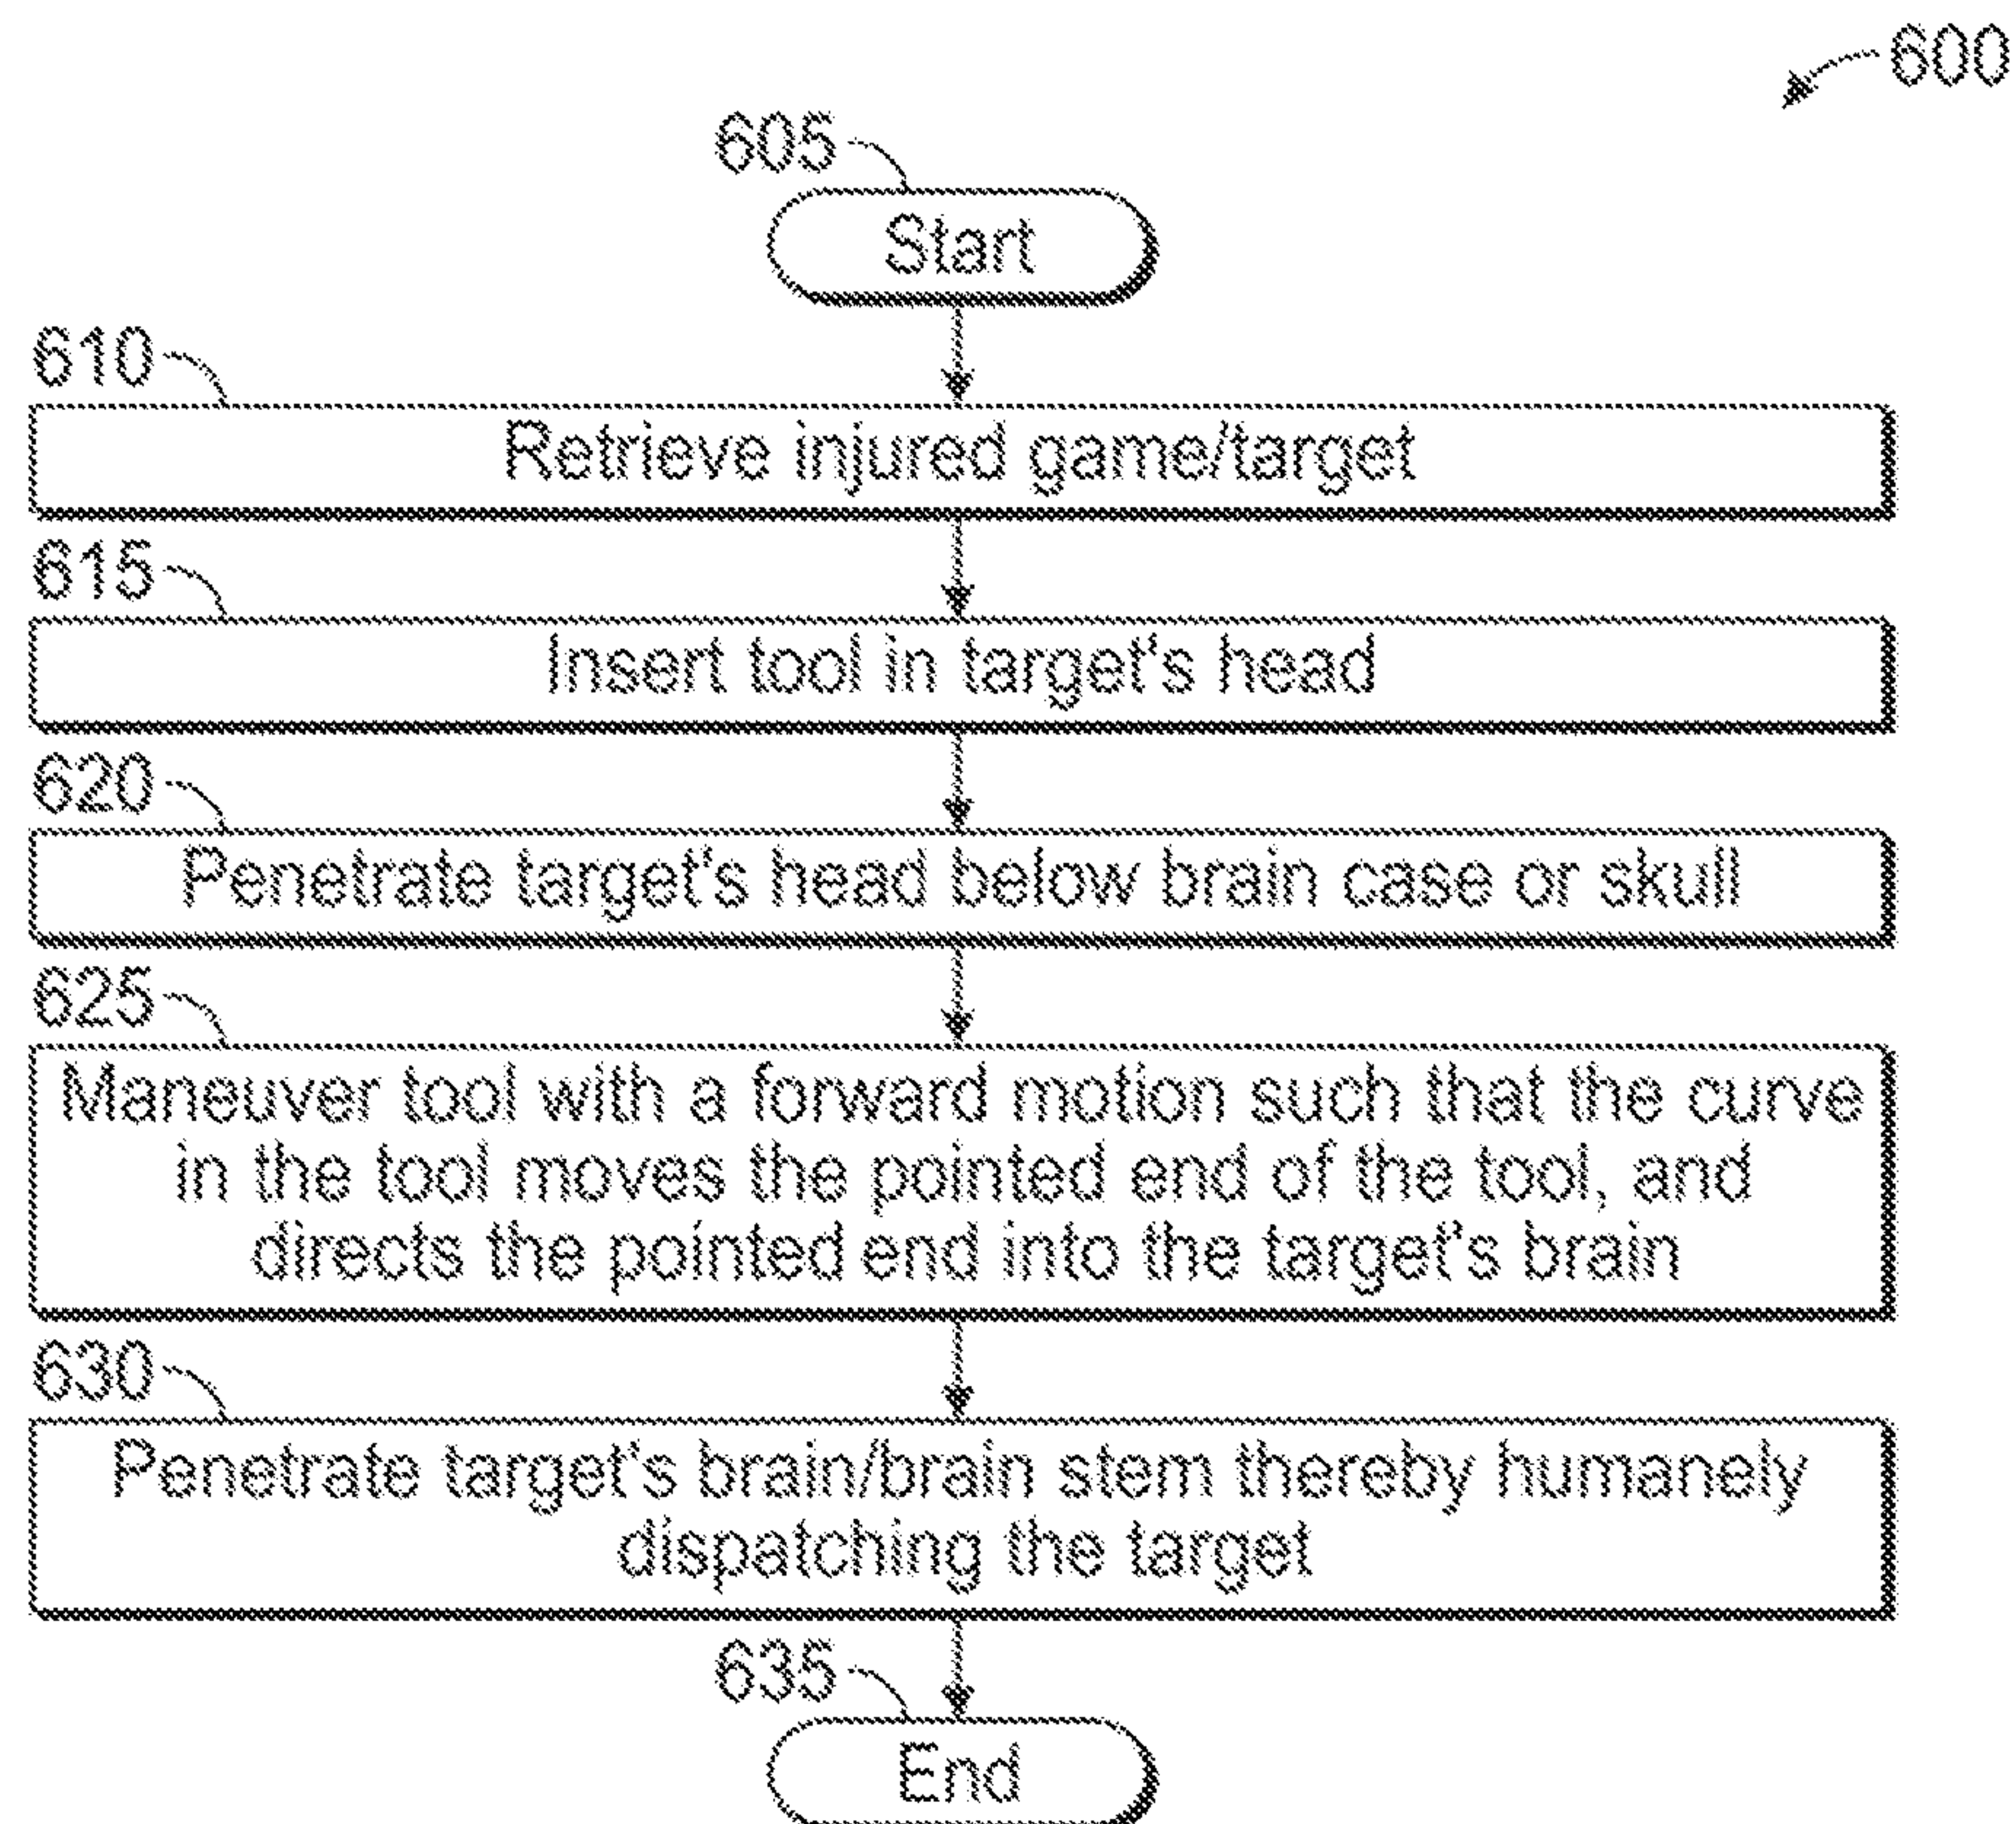 600
605
Start
610
Retrieve injured game/target
615
Insert tool in target's head
620
Penetrate target's head below brain case or skull
625
Maneuver tool with a forward motion such that the curve
in the tool moves the pointed end of the tool, and
directs the pointed end into the target's brain
630
Penetrate target's brain/brain stem thereby humanely
dispatching the target
635
End